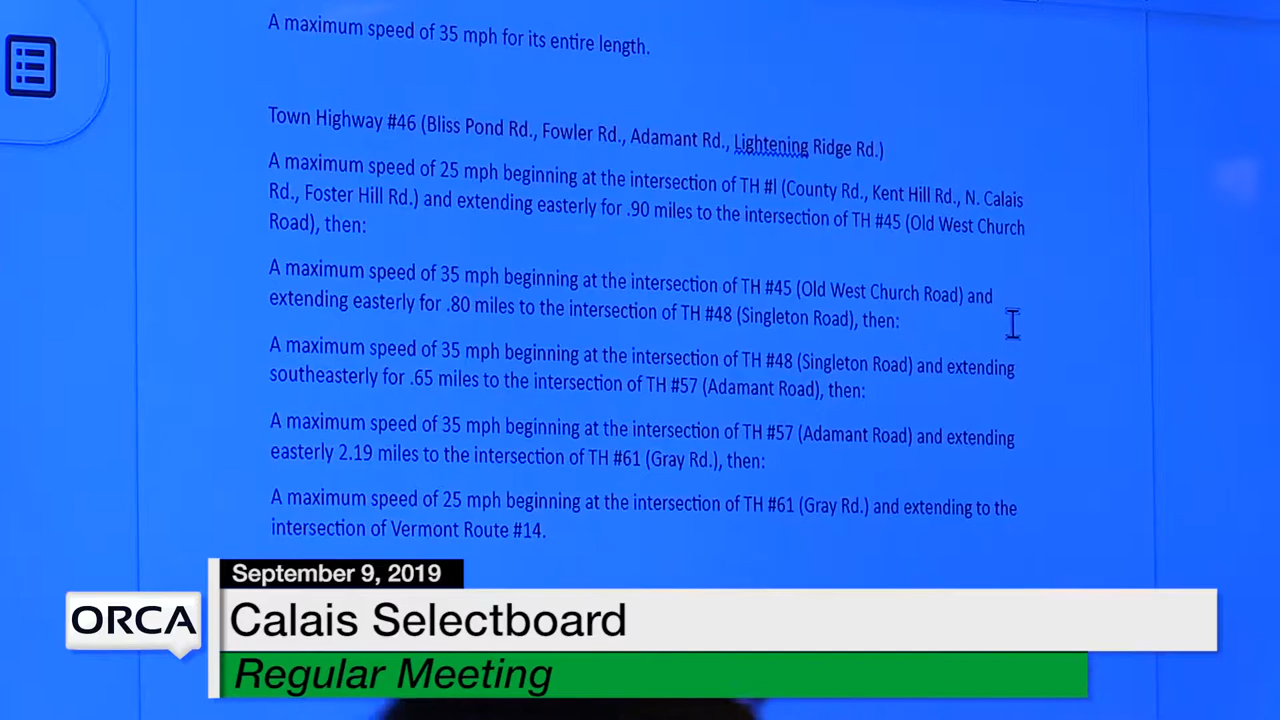 A maximum speed of 35 mph for its entire length.
Town Highway #46 (Bliss Pond Rd., Fowler Rd., Adamant Rd., Lightening Ridge Rd.)
A maximum speed of 25 mph beginning at the intersection of TH #l (County Rd., Kent Hill Rd., N. Calais
Rd., Foster Hill Rd.) and extending easterly for .90 miles to the intersection of TH #45 (Old West Church
Road), then:
A maximum speed of 35 mph beginning at the intersection of TH #45 (Old West Church Road) and
extending easterly for .80 miles to the intersection of TH #48 (Singleton Road), then:
A maximum speed of 35 mph beginning at the intersection of TH #48 (Singleton Road) and extending
southeasterly for .65 miles to the intersection of TH #57 (Adamant Road), then:
A maximum speed of 35 mph beginning at the intersection of TH #57 (Adamant Road) and extending
easterly 2.19 miles to the intersection of TH #61 (Gray Rd.), then:
A maximum speed of 25 mph beginning at the intersection of TH #61 (Gray Rd.) and extending to the
intersection of Vermont Route #14.
September 9, 2019
ORCA
Calais Selectboard
Regular Meeting